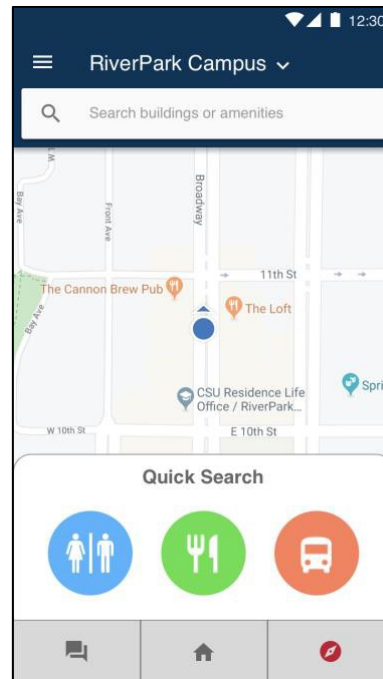 12:30
RiverPark Campus
Search buildings or amenities
Bay Ave
Front Ave
Broadway
11th St
The Cannon Brew Pub
The Loft
Bay Ave
CSU Residence Life
Office / RiverPark...
Spri
W 10th St
E 10th St
Quick Search